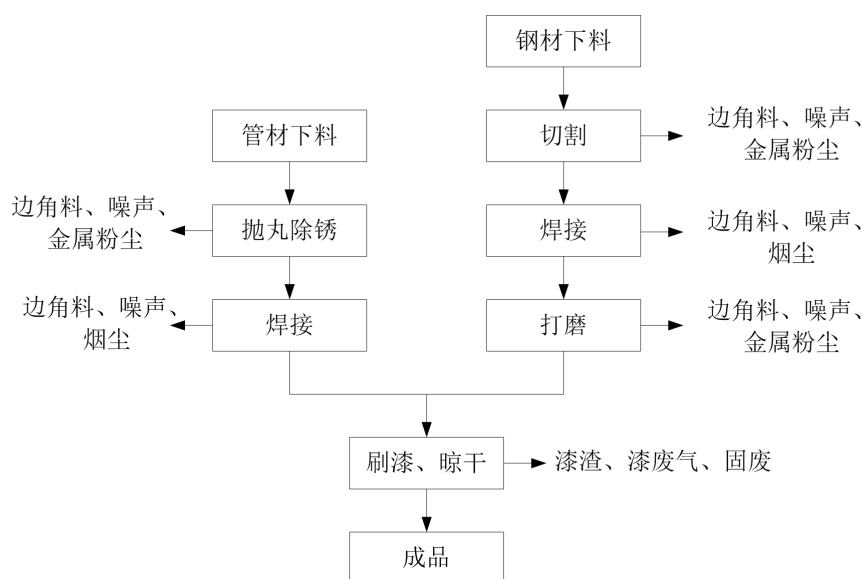 钢材下料
管材下料
切割
边角料、噪声、
金属粉尘
边角料、噪声、
金属粉尘
抛丸除锈
焊接
边角料、噪声、
烟尘
边角料、噪声、
烟尘
焊接
打磨
边角料、噪声、
金属粉尘
刷漆、晾干
漆渣、漆废气、固废
成品